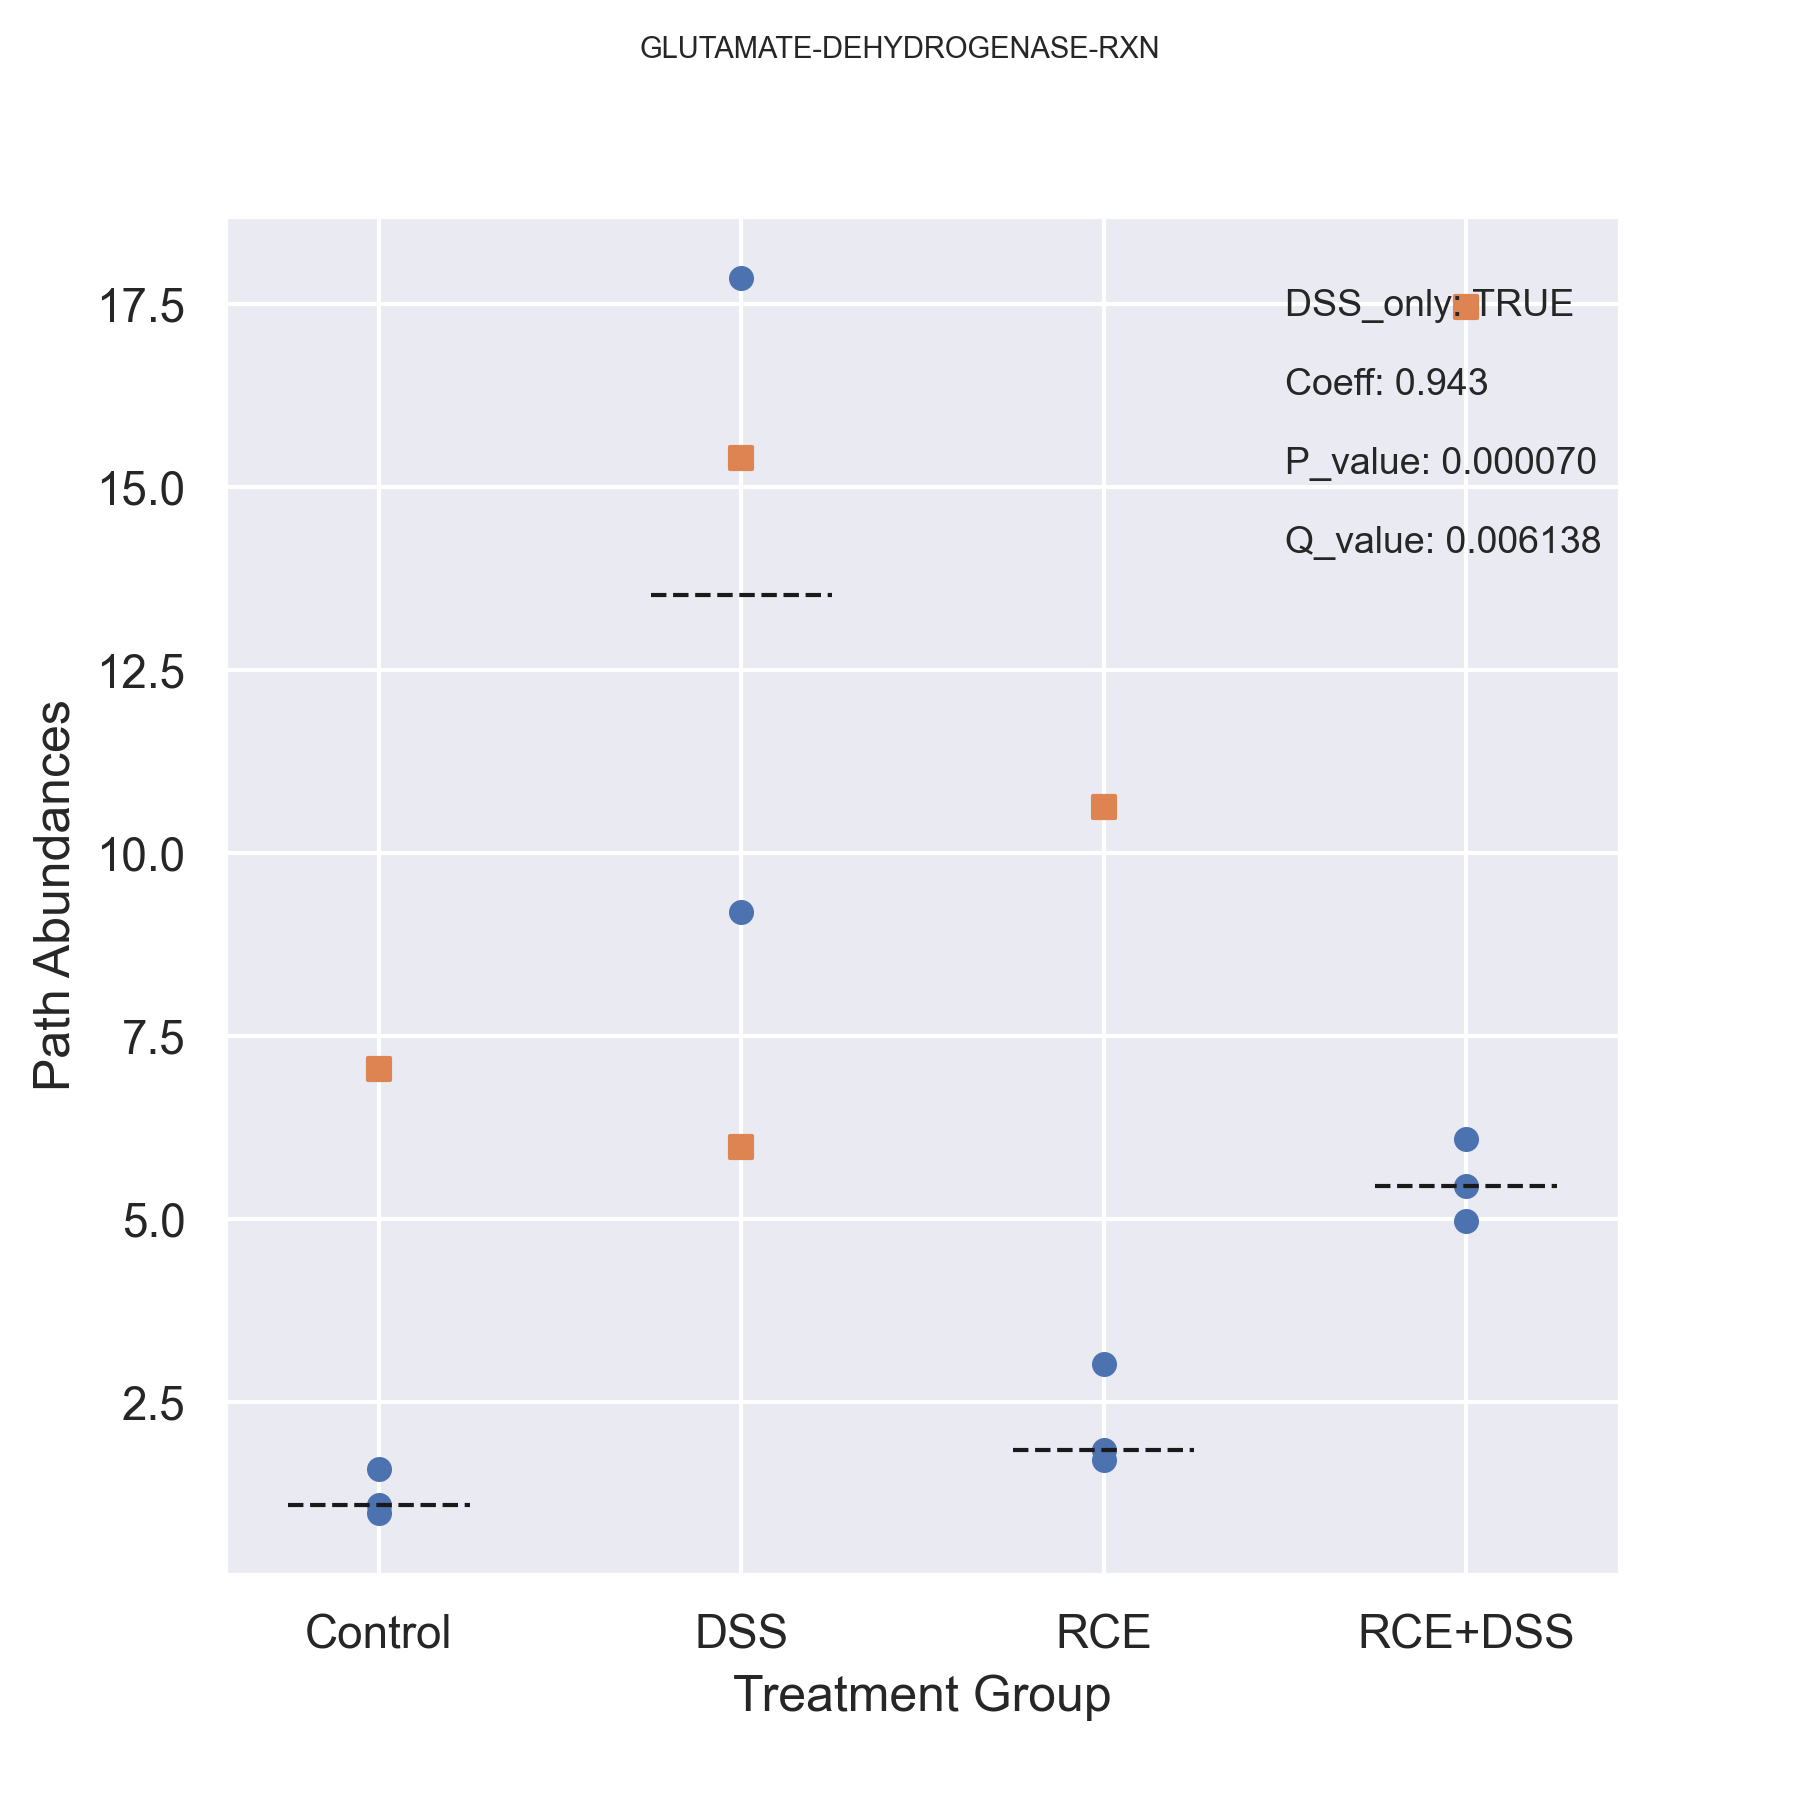 GLUTAMATE-DEHYDROGENASE-RXN
17.5
15.0
12.5
10.0
7.5
5.0
2.5
Path Abundances
DSS_only: TRUE
Coeff: 0.943
P_value: 0.000070
Q_value: 0.006138
Control
DSS
RCE
RCE+DSS
Treatment Group